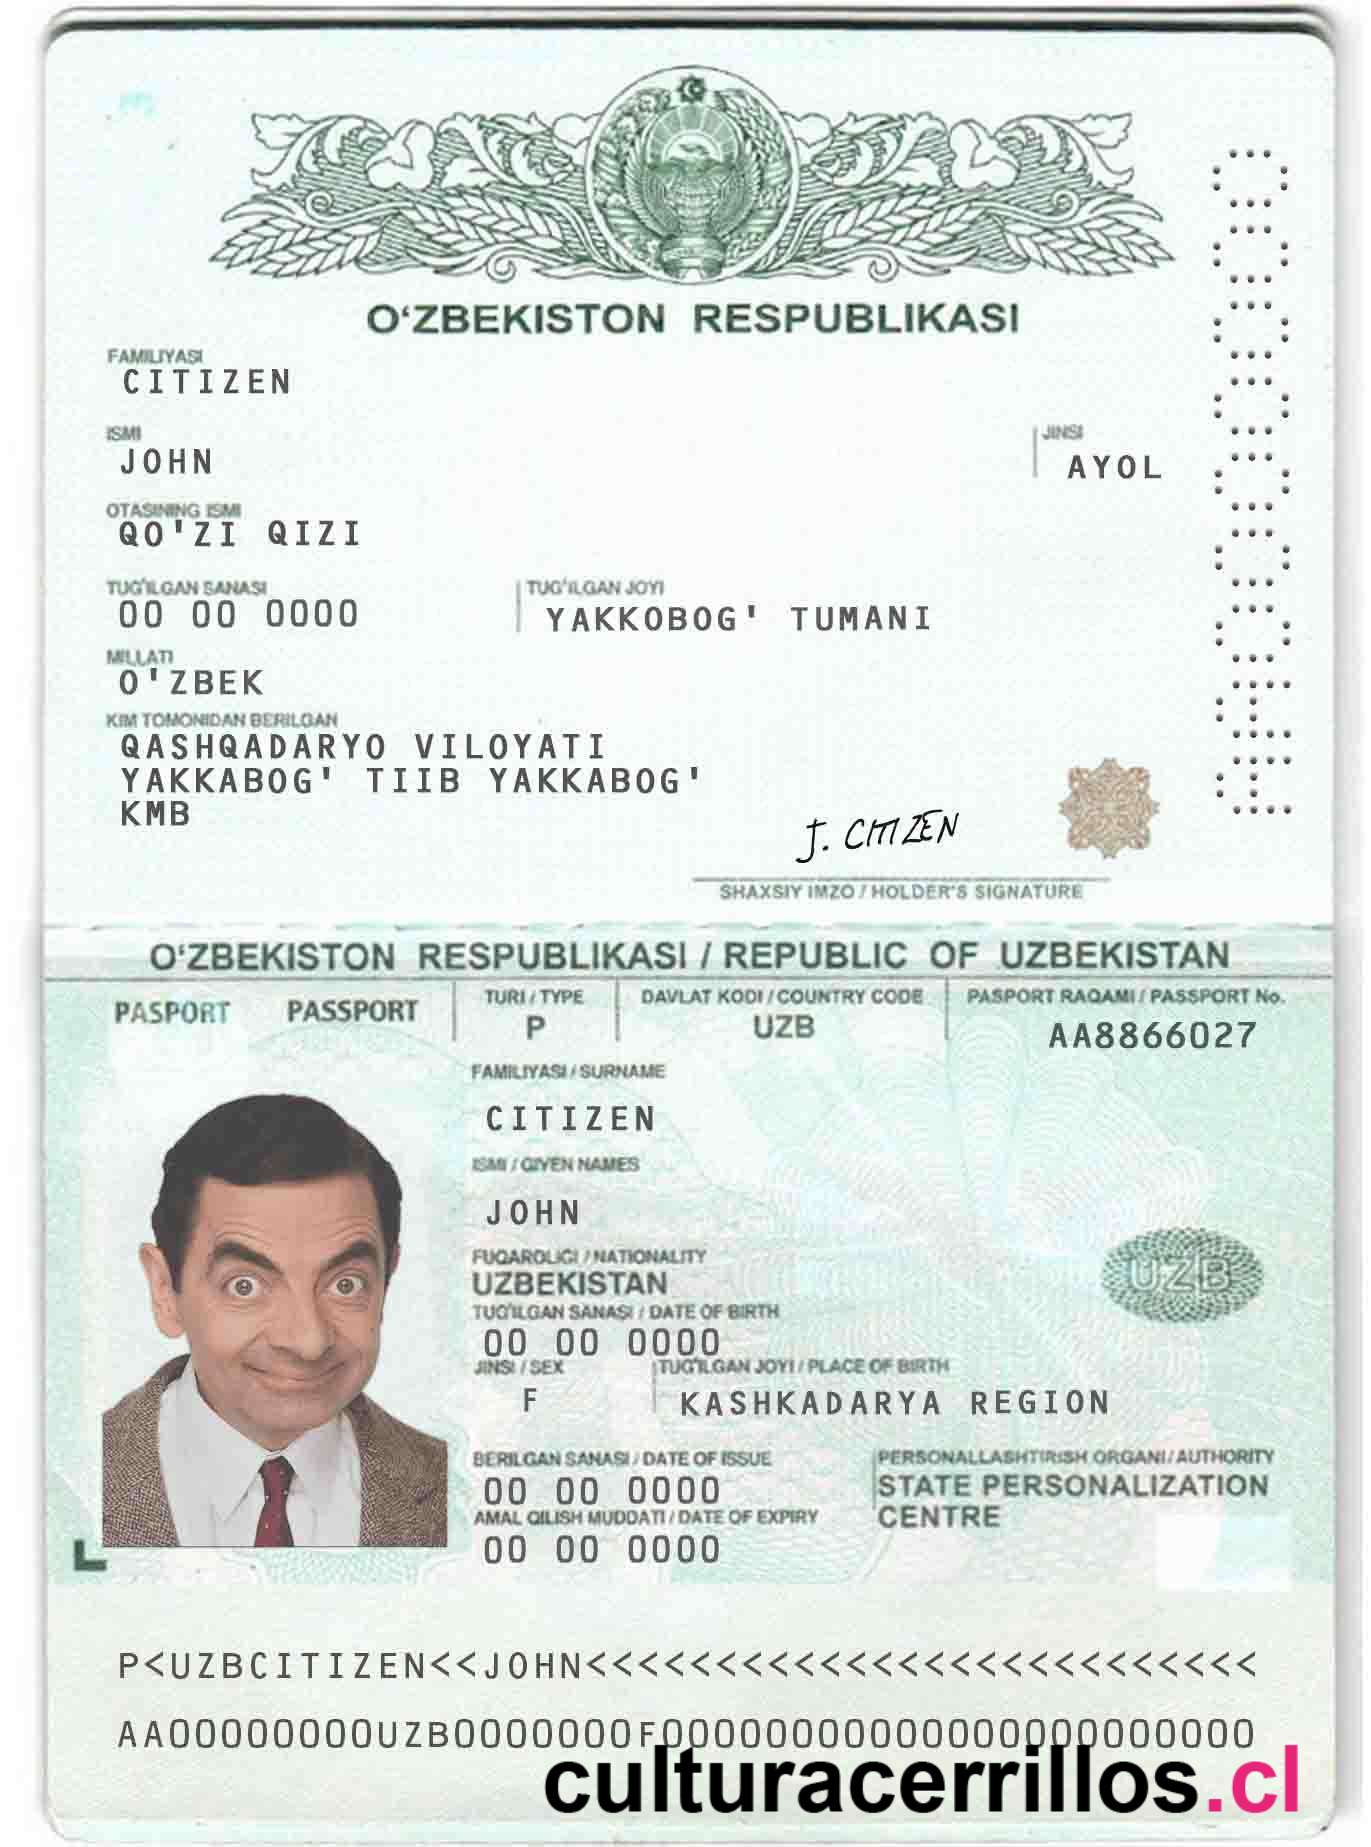 O'ZBEKISTON RESPUBLIKASI
FAMILIYASI
CITIZEN
ISMI
JOHN
JINSI
AYOL
OTASINING ISMI
QO'ZI QIZI
TUG'ILGAN SANASI
00 00 0000
TUG'ILGAN JOYI
YAKKOBOG' TUMANI
MILLATI
O'ZBEK
KIM TOMONIDAN BERILGAN
QASHQADARYO VILOYATI
YAKKABOG' TIIB YAKKABOG'
KMB
J. CITIZEN
SHAXSIY IMZO / HOLDER'S SIGNATURE
O'ZBEKISTON RESPUBLIKASI / REPUBLIC OF UZBEKISTAN
PASPORT PASSPORT
TURI / TYPE
P
DAVLAT KODI / COUNTRY CODE
UZB
PASPORT RAQAMI / PASSPORT No.
AA8866027
FAMILIYASI / SURNAME
CITIZEN
ISMI / GIVEN NAMES
JOHN
FUQAROLIGI / NATIONALITY
UZBEKISTAN
UZB
TUG'ILGAN SANASI / DATE OF BIRTH
00 00 0000
JINSI / SEX
F
TUG'ILGAN JOYI / PLACE OF BIRTH
KASHKADARYA REGION
BERILGAN SANASI / DATE OF ISSUE
00 00 0000
PERSONALLASHTIRISH ORGANI / AUTHORITY
STATE PERSONALIZATION
CENTRE
AMAL QILISH MUDDATI / DATE OF EXPIRY
00 00 0000
P<UZBCITIZEN<<JOHN<<<<<<<<<<<<<<<<<<<<<<<<<<
AA00000000UZB0000000F00000000000000000000000
culturacerrillos.cl